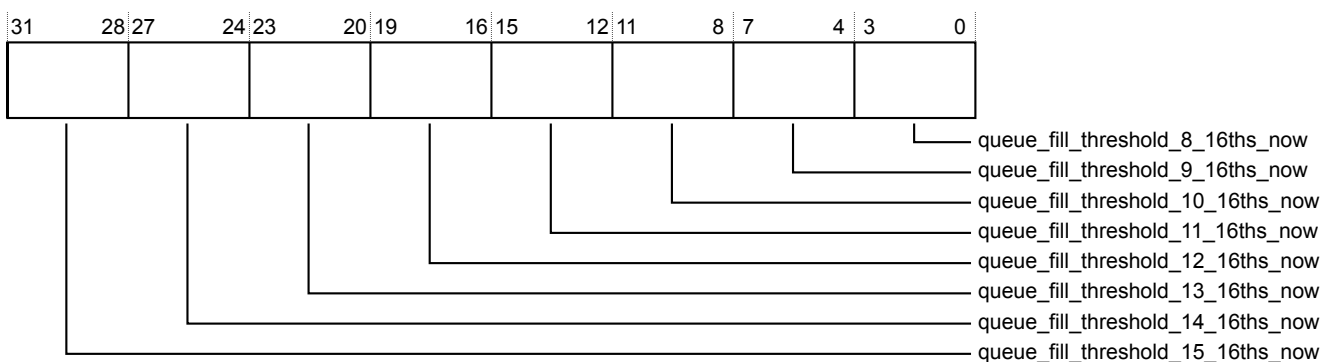 31 28 27 24 23 20 19 16 15 12 11 8 7 4 3 0
queue_fill_threshold_8_16ths_now
queue_fill_threshold_9_16ths_now
queue_fill_threshold_10_16ths_now
queue_fill_threshold_11_16ths_now
queue_fill_threshold_12_16ths_now
queue_fill_threshold_13_16ths_now
queue_fill_threshold_14_16ths_now
queue_fill_threshold_15_16ths_now